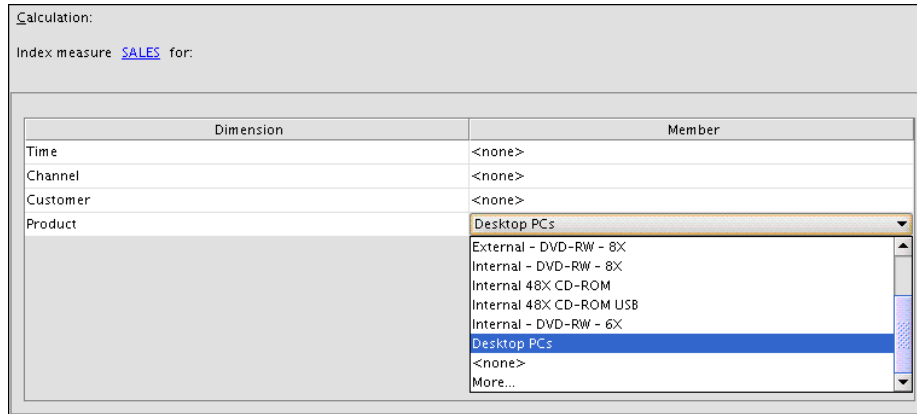 Calculation:
Index measure SALES for:
Dimension Member
Time <none>
Channel <none>
Customer <none>
Product Desktop PCs
External - DVD-RW - 8X
Internal - DVD-RW - 8X
Internal 48X CD-ROM
Internal 48X CD-ROM USB
Internal - DVD-RW - 6X
Desktop PCs
<none>
More...